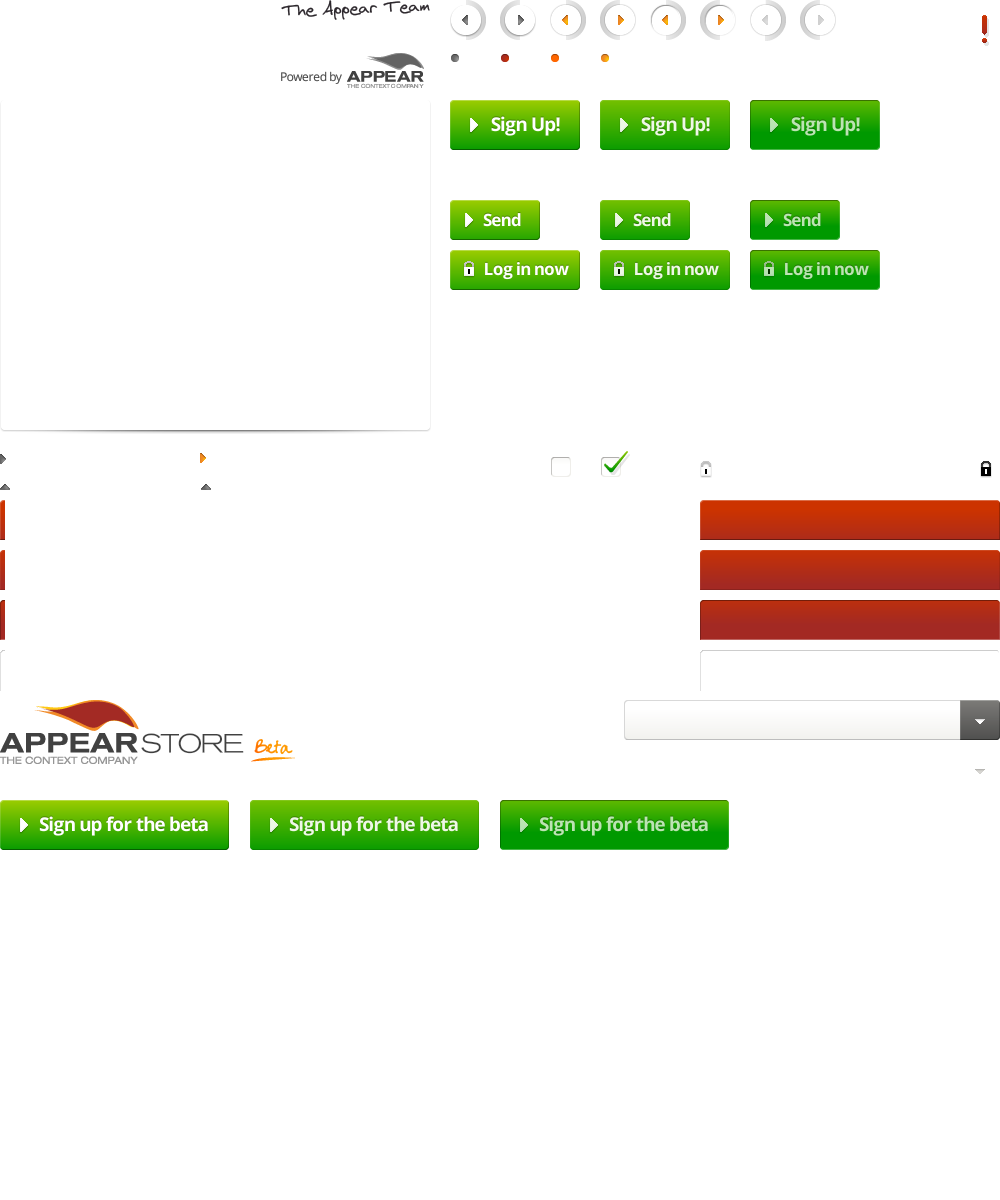 The Appear Team
Powered by APPEAR
THE CONTEXT COMPANY
Sign Up! Sign Up! Sign Up!
Send Send Send
Log in now Log in now Log in now
APPEAR STORE Beta
THE CONTEXT COMPANY
Sign up for the beta Sign up for the beta Sign up for the beta